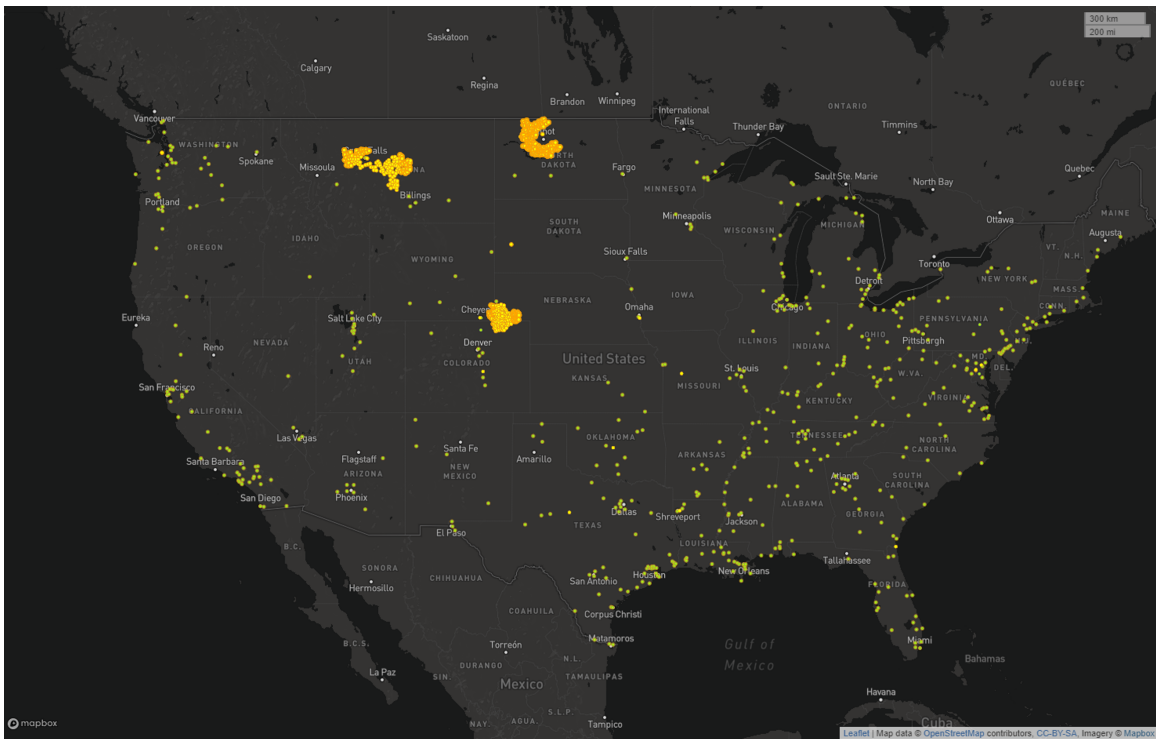 300 km
200 mi
Saskatoon
Calgary
Regina
QUÉBEC
Brandon
Winnipeg
ONTARIO
International
Falls
Vancouver
Thunder Bay
Timmins
WASHINGTON
Spokane
Missoula
Falls
NORTH
DAKOTA
Fargo
Quebec
Sault Ste. Marie
North Bay
MINNESOTA
Portland
Billings
MAINE
Ottawa
Minneapolis
SOUTH
DAKOTA
WISCONSIN
MICHIGAN
Augusta
OREGON
IDAHO
VT.
N.H.
Sioux Falls
WYOMING
Toronto
Detroit
NEW YORK
MASS
NEBRASKA
IOWA
Omaha
Chicago
CONN.
Eureka
Salt Lake City
PENNSYLVANIA
Reno
NEVADA
Denver
ILLINOIS
INDIANA
OHIO
Pittsburgh
UTAH
COLORADO
United States
MD.
DEL.
W.VA.
St. Louis
KANSAS
MISSOURI
San Francisco
KENTUCKY
VIRGINIA
CALIFORNIA
Las Vegas
OKLAHOMA
TENNESSEE
NORTH
CAROLINA
Santa Fe
Santa Barbara
Flagstaff
Amarillo
ARKANSAS
ARIZONA
NEW
MEXICO
Atlanta
SOUTH
CAROLINA
San Diego
Phoenix
ALABAMA
Dallas
Shreveport
Jackson
GEORGIA
El Paso
TEXAS
B.C.
LOUISIANA
Tallahassee
SONORA
CHIHUAHUA
San Antonio
Houston
New Orleans
FLORIDA
Hermosillo
COAHUILA
Corpus Christi
Matamoros
Miami
B.C.S.
Torreón
Gulf of
Mexico
DURANGO
N.L.
Bahamas
La Paz
SIN.
TAMAULIPAS
Mexico
Havana
S.L.P.
NAY.
AGUA.
Tampico
Cuba
mapbox
Leaflet | Map data © OpenStreetMap contributors, CC-BY-SA, Imagery © Mapbox